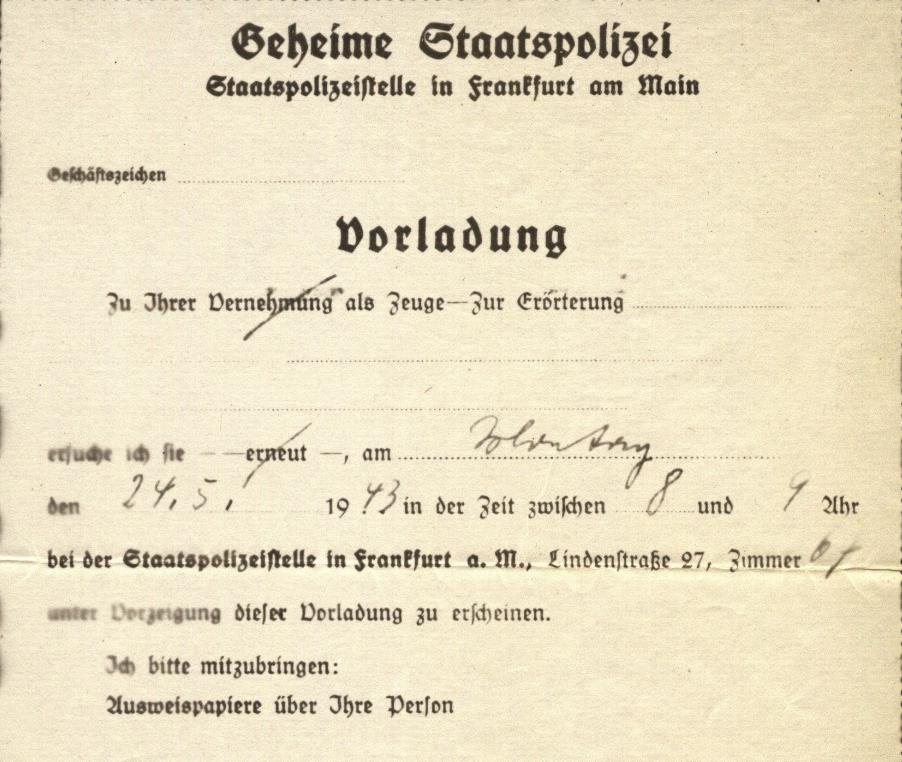 Geheime Staatspolizei
Staatspolizeistelle in Frankfurt am Main
Geschäftszeichen
Vorladung
Zu Ihrer Vernehmung als Zeuge—Zur Erörterung
ersuche ich sie — erneut —, am Montag
den 24.5. 1943 in der Zeit zwischen 8 und 9 Uhr
bei der Staatspolizeistelle in Frankfurt a. M., Lindenstraße 27, Zimmer
unter Vorzeigung dieser Vorladung zu erscheinen.
Ich bitte mitzubringen:
Ausweispapiere über Ihre Person